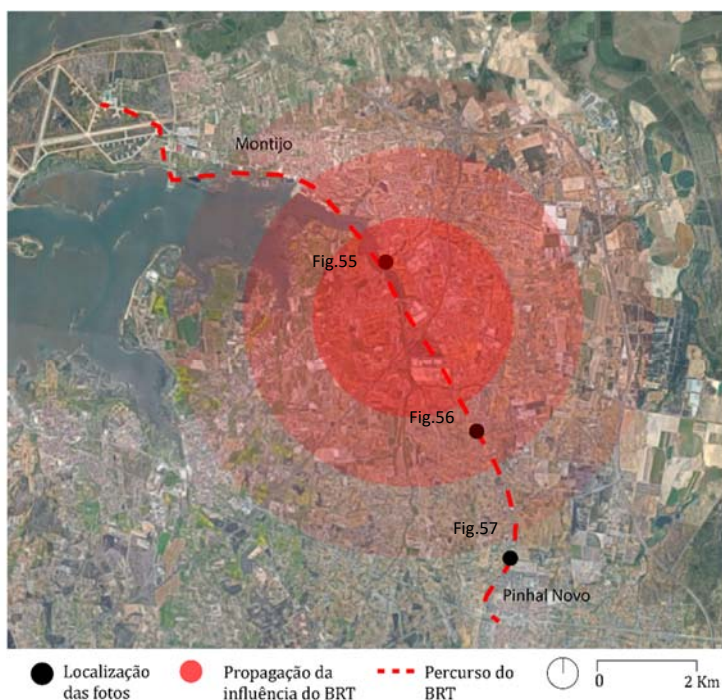 Montijo
Fig.55
Fig.56
Fig.57
Pinhal Novo
Localização
das fotos
Propagação da
influência do BRT
Percurso do
BRT
0 2 Km